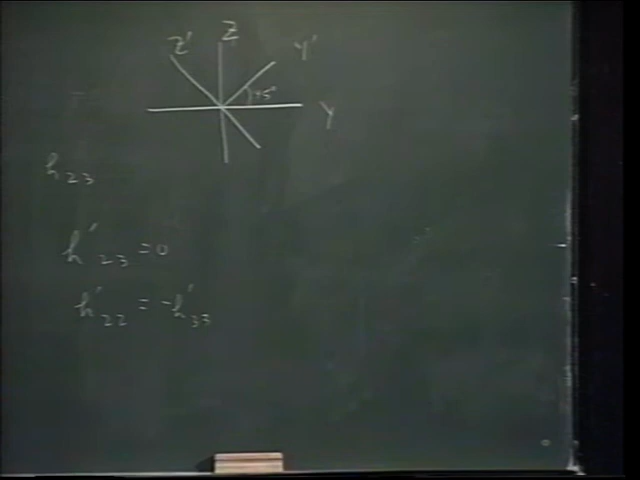 Z' Z Y'
45°
Y
h₂₃
h'₂₃ = 0
h'₂₂ = -h'₃₃